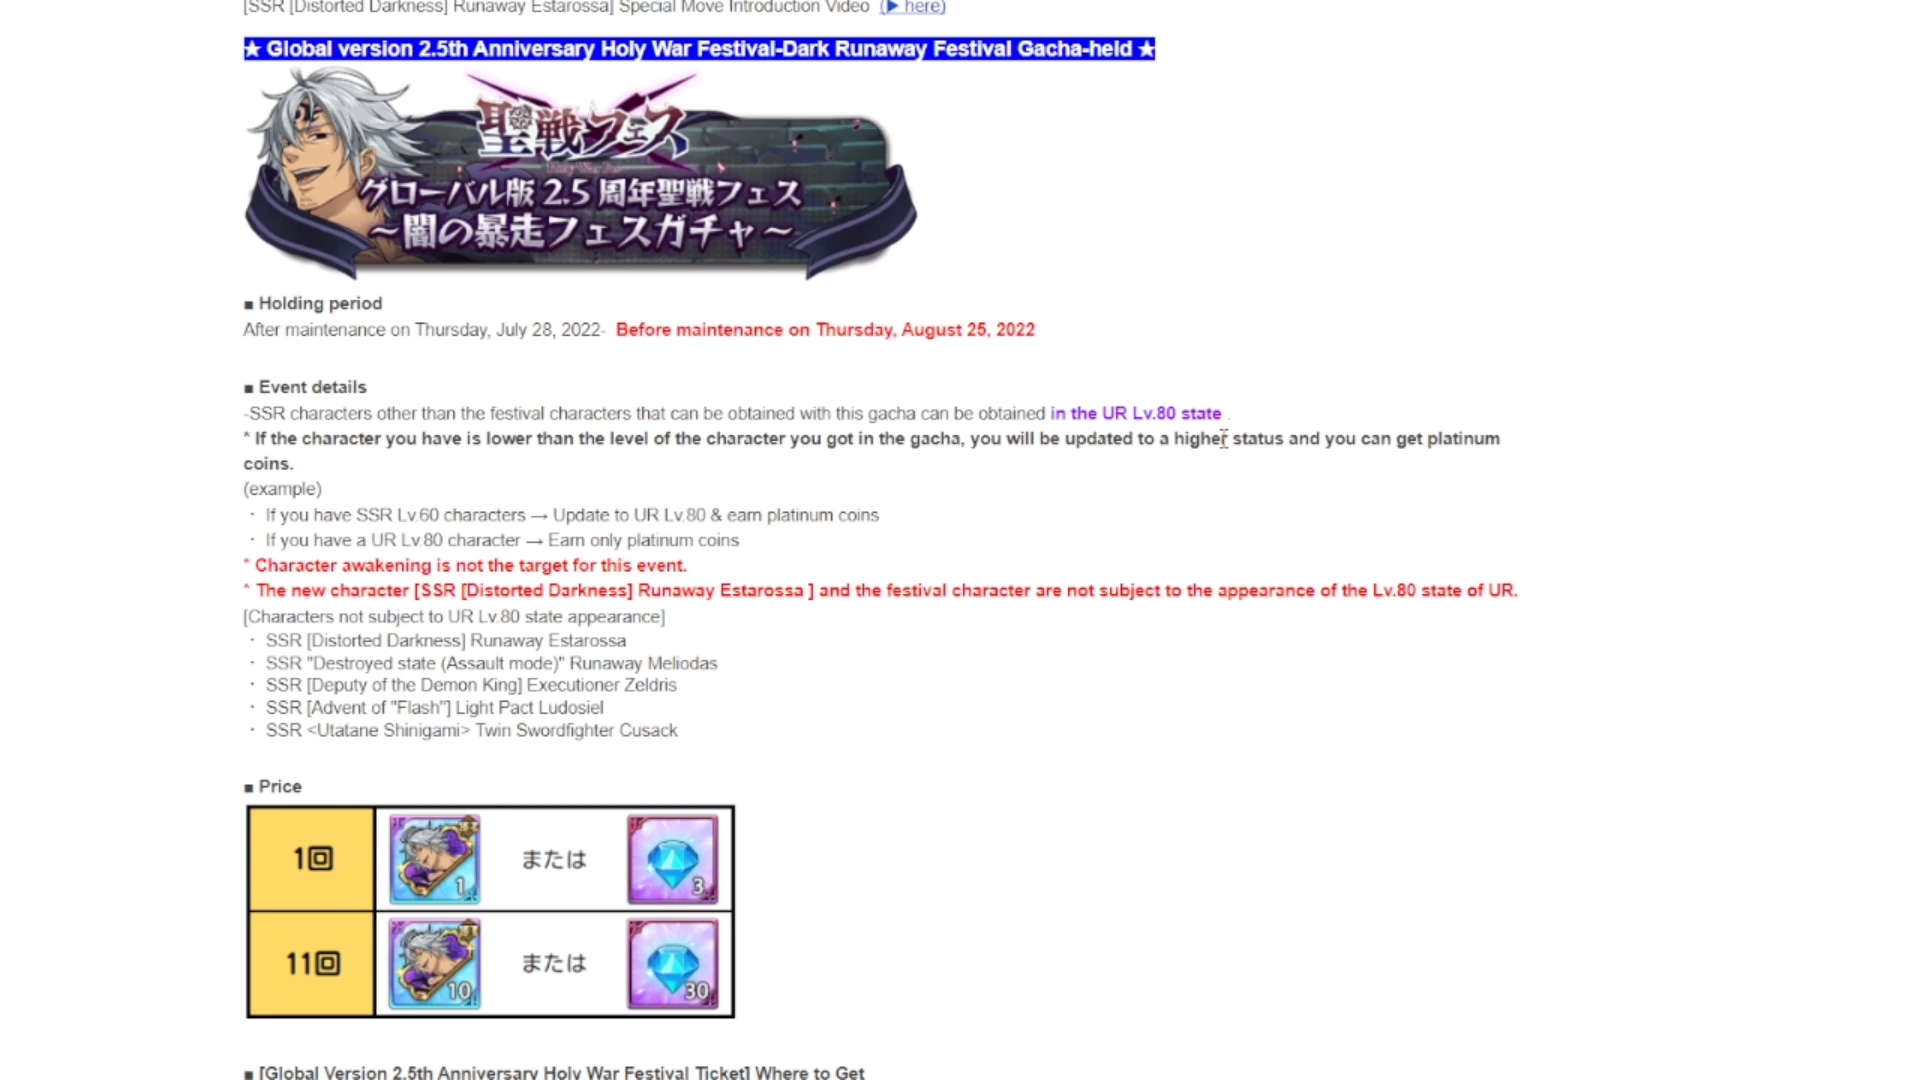 [SSR [Distorted Darkness] Runaway Estarossa] Special Move Introduction Video (▶ here)
★ Global version 2.5th Anniversary Holy War Festival-Dark Runaway Festival Gacha-held ★
聖戦フェス
グローバル版 2.5 周年聖戦フェス
～闇の暴走フェスガチャ～
■ Holding period
After maintenance on Thursday, July 28, 2022- Before maintenance on Thursday, August 25, 2022
■ Event details
-SSR characters other than the festival characters that can be obtained with this gacha can be obtained in the UR Lv.80 state .
* If the character you have is lower than the level of the character you got in the gacha, you will be updated to a higher status and you can get platinum
coins.
(example)
・ If you have SSR Lv.60 characters → Update to UR Lv.80 & earn platinum coins
・ If you have a UR Lv.80 character → Earn only platinum coins
* Character awakening is not the target for this event.
* The new character [SSR [Distorted Darkness] Runaway Estarossa ] and the festival character are not subject to the appearance of the Lv.80 state of UR.
[Characters not subject to UR Lv.80 state appearance]
・ SSR [Distorted Darkness] Runaway Estarossa
・ SSR "Destroyed state (Assault mode)" Runaway Meliodas
・ SSR [Deputy of the Demon King] Executioner Zeldris
・ SSR [Advent of "Flash"] Light Pact Ludosiel
・ SSR <Utatane Shinigami> Twin Swordfighter Cusack
■ Price
1回 1 または 3
11回 10 または 30
■ [Global Version 2.5th Anniversary Holy War Festival Ticket] Where to Get